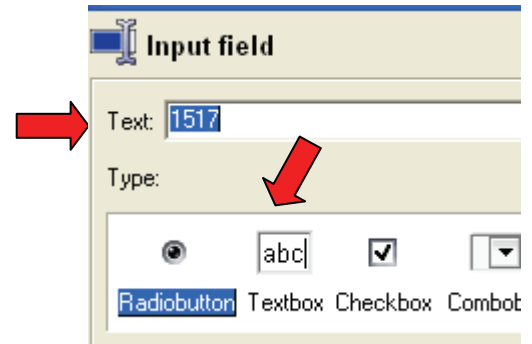 Input field
Text: 1517
Type:
abc
Radiobutton Textbox Checkbox Combob